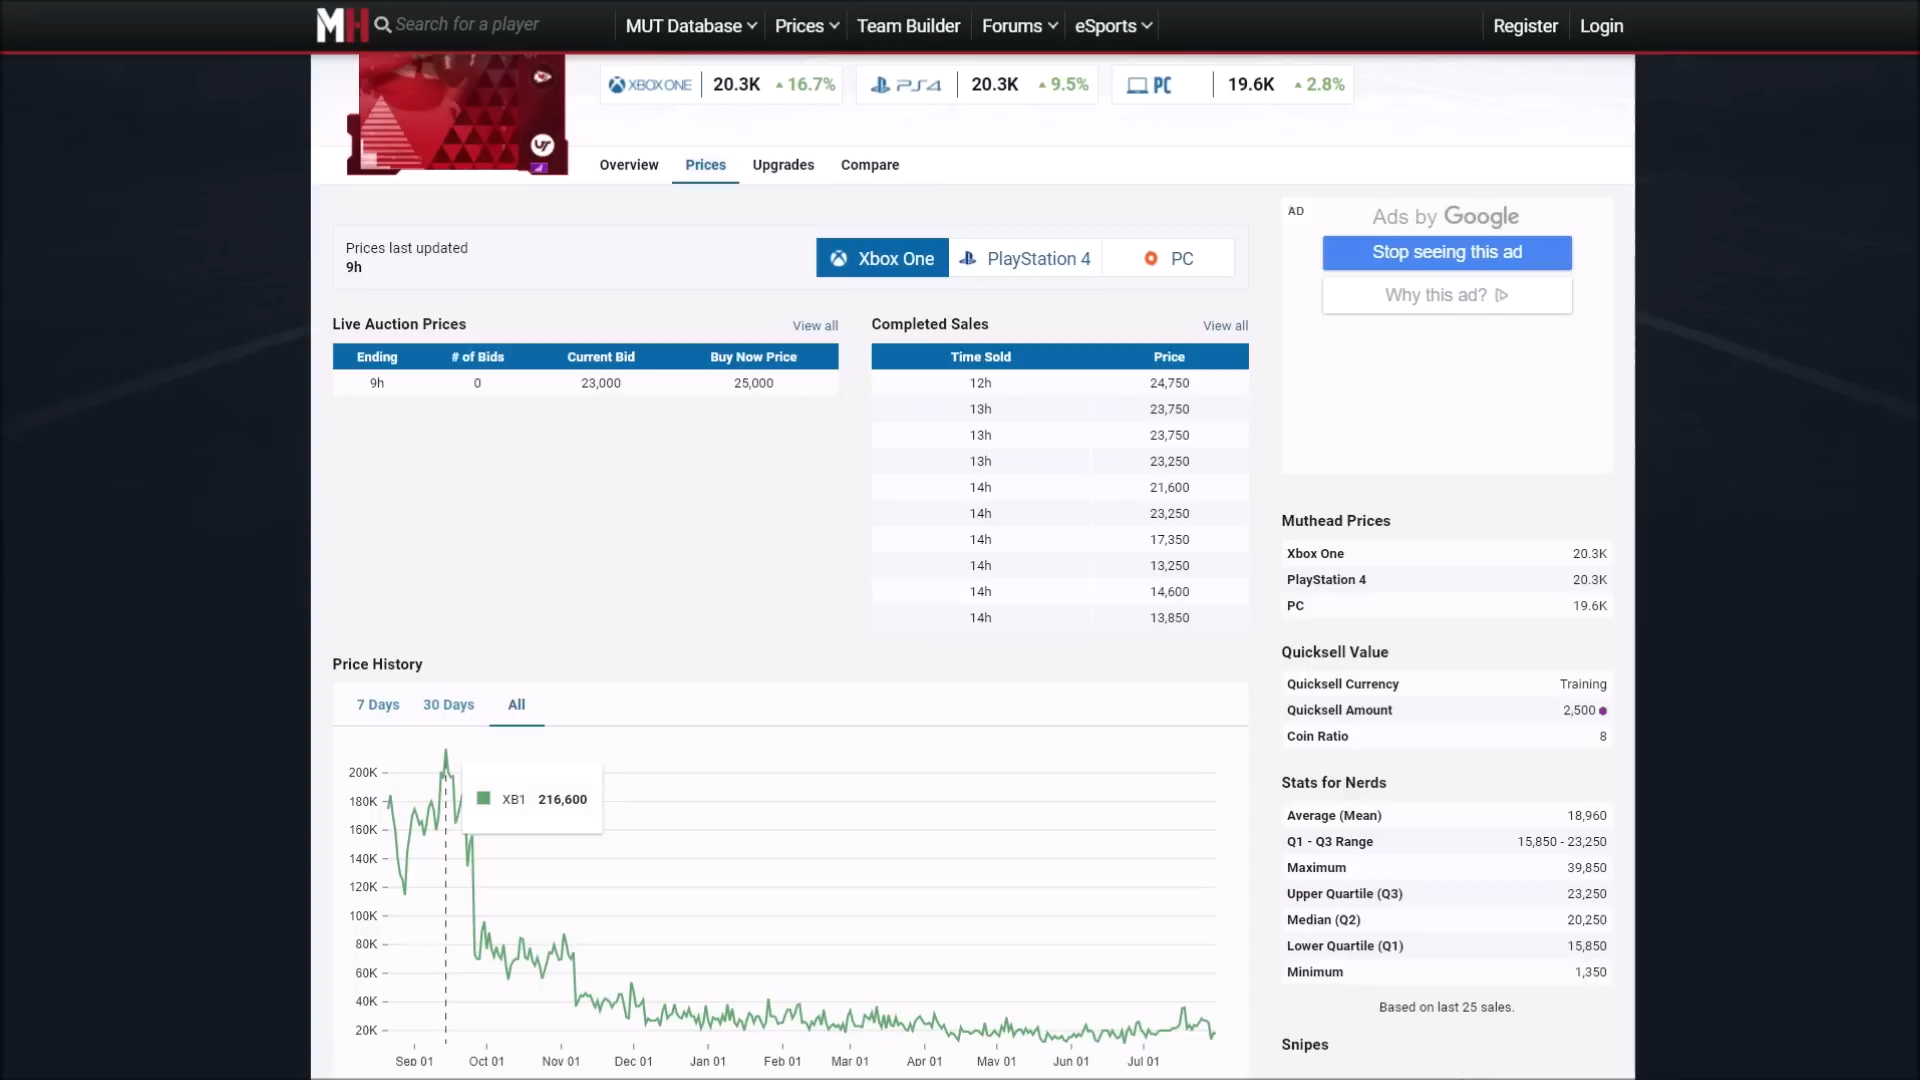 MH Search for a player MUT Database Prices Team Builder Forums eSports Register Login
XBOX ONE 20.3K 16.7% PS4 20.3K 9.5% PC 19.6K 2.8%
UT
Overview Prices Upgrades Compare
AD
Ads by Google
Stop seeing this ad
Why this ad?
Prices last updated
9h
Xbox One PlayStation 4 PC
Live Auction Prices View all
Ending # of Bids Current Bid Buy Now Price
9h 0 23,000 25,000
Completed Sales View all
Time Sold Price
12h 24,750
13h 23,750
13h 23,750
13h 23,250
14h 21,600
14h 23,250
14h 17,350
14h 13,250
14h 14,600
14h 13,850
Muthead Prices
Xbox One 20.3K
PlayStation 4 20.3K
PC 19.6K
Quicksell Value
Quicksell Currency Training
Quicksell Amount 2,500
Coin Ratio 8
Stats for Nerds
Average (Mean) 18,960
Q1 - Q3 Range 15,850 - 23,250
Maximum 39,850
Upper Quartile (Q3) 23,250
Median (Q2) 20,250
Lower Quartile (Q1) 15,850
Minimum 1,350
Based on last 25 sales.
Snipes
Price History
7 Days 30 Days All
200K
180K
160K
140K
120K
100K
80K
60K
40K
20K
XB1 216,600
Sep 01 Oct 01 Nov 01 Dec 01 Jan 01 Feb 01 Mar 01 Apr 01 May 01 Jun 01 Jul 01